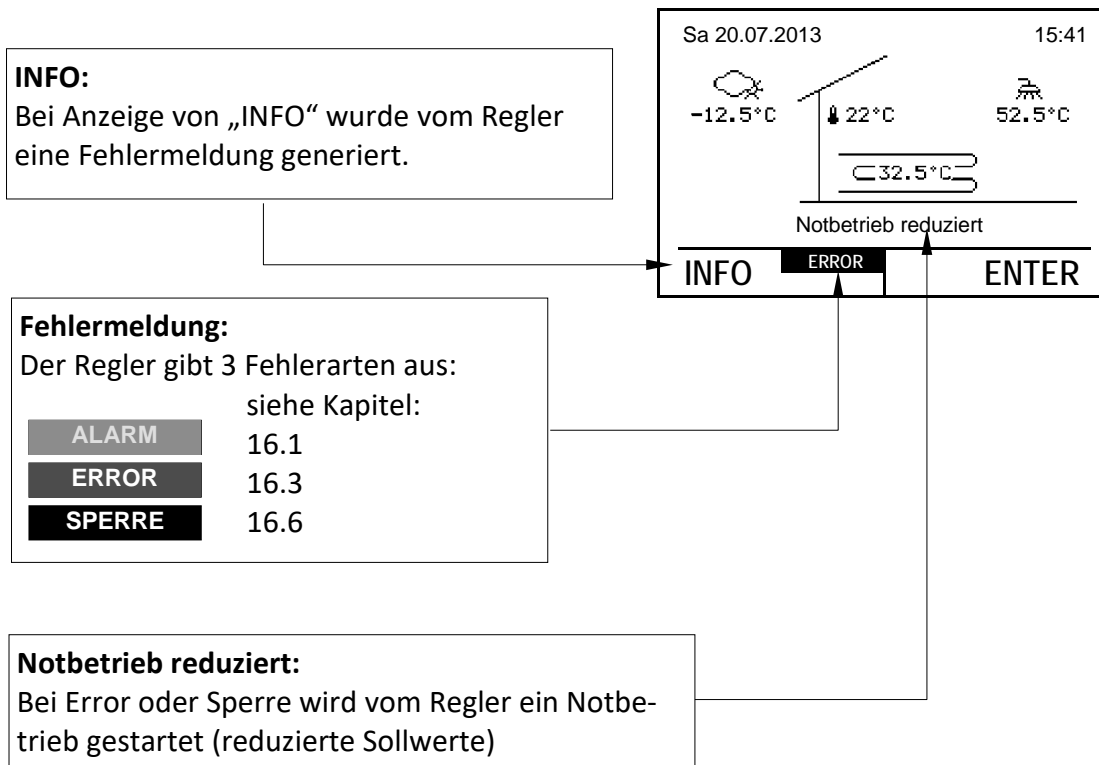 Sa 20.07.2013 15:41
-12.5°C 22°C 52.5°C
32.5°C
Notbetrieb reduziert
INFO ERROR ENTER
INFO:
Bei Anzeige von „INFO“ wurde vom Regler
eine Fehlermeldung generiert.
Fehlermeldung:
Der Regler gibt 3 Fehlerarten aus:
siehe Kapitel:
ALARM 16.1
ERROR 16.3
SPERRE 16.6
Notbetrieb reduziert:
Bei Error oder Sperre wird vom Regler ein Notbe-
trieb gestartet (reduzierte Sollwerte)